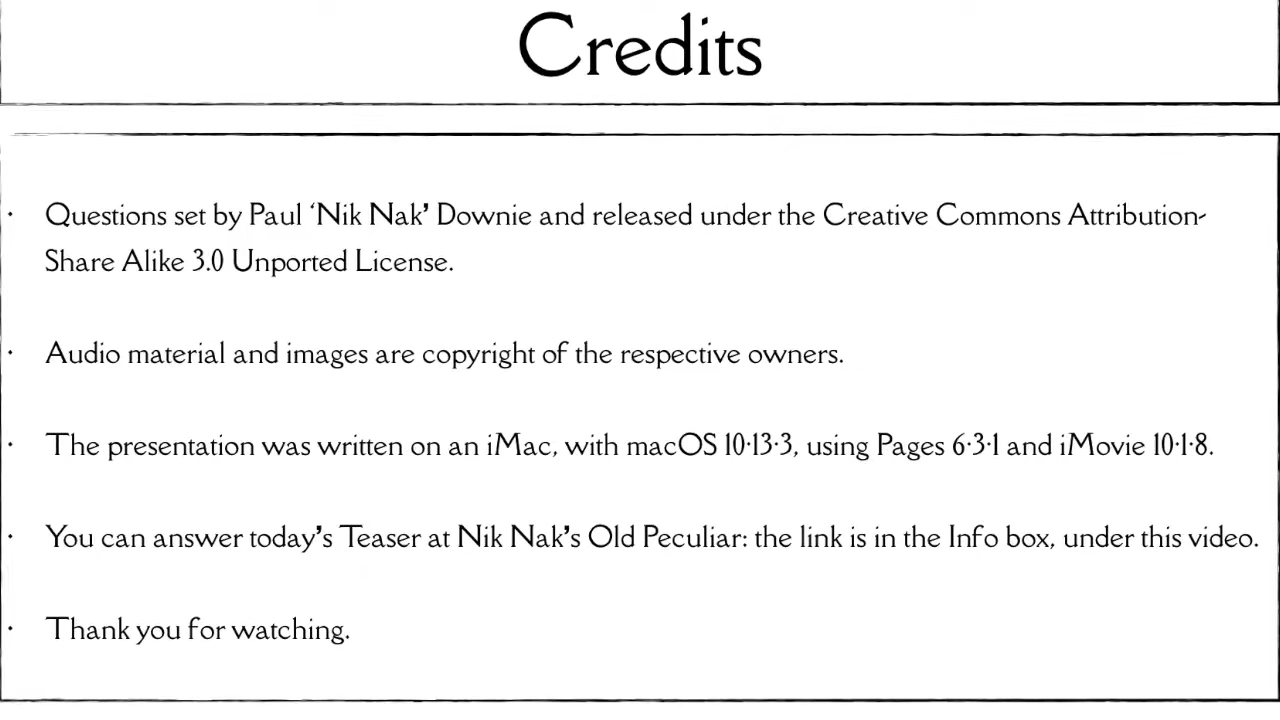 Credits
· Questions set by Paul ‘Nik Nak’ Downie and released under the Creative Commons Attribution-
Share Alike 3.0 Unported License.
· Audio material and images are copyright of the respective owners.
· The presentation was written on an iMac, with macOS 10·13·3, using Pages 6·3·1 and iMovie 10·1·8.
· You can answer today’s Teaser at Nik Nak’s Old Peculiar: the link is in the Info box, under this video.
· Thank you for watching.